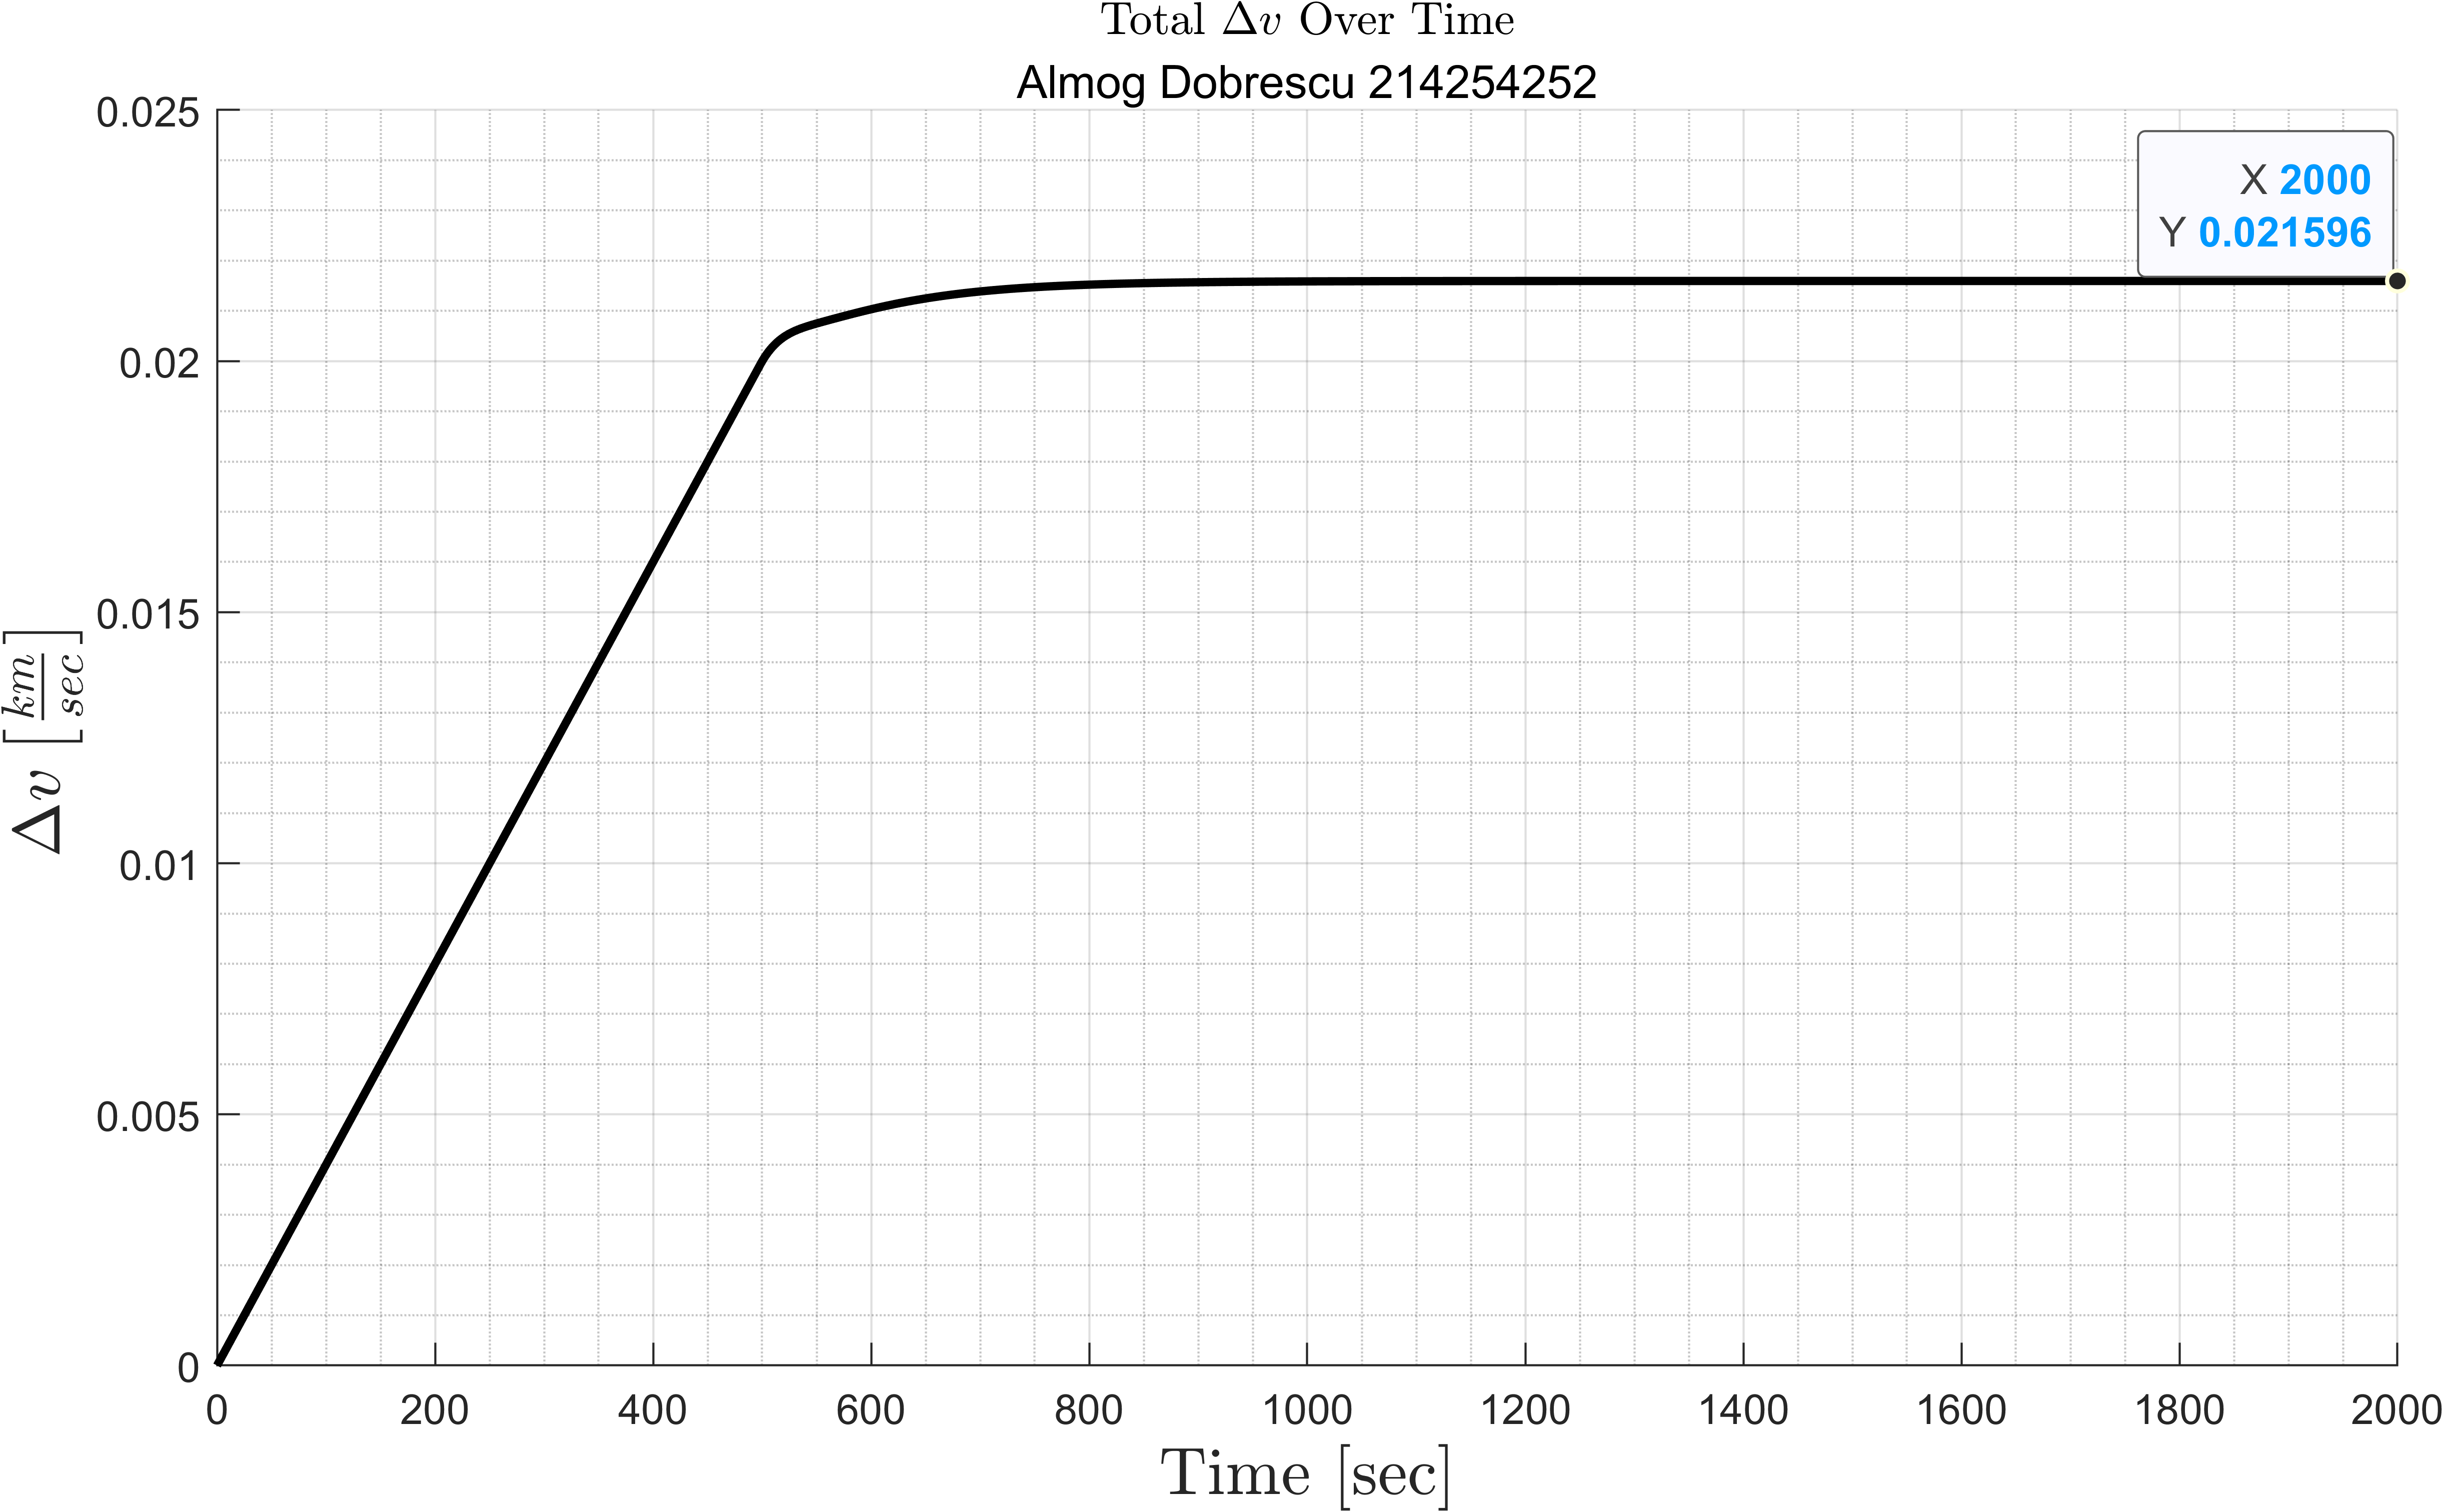 Total Δv Over Time
Almog Dobrescu 214254252
0.025
0.02
0.015
0.01
0.005
0
X 2000
Y 0.021596
Δv [km/sec]
0 200 400 600 800 1000 1200 1400 1600 1800 2000
Time [sec]